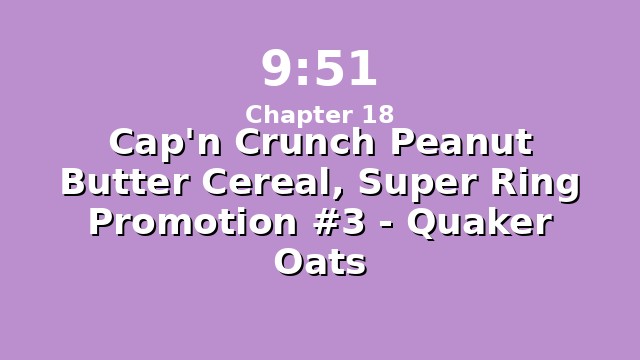 9:51
Chapter 18
Cap'n Crunch Peanut
Butter Cereal, Super Ring
Promotion #3 - Quaker
Oats